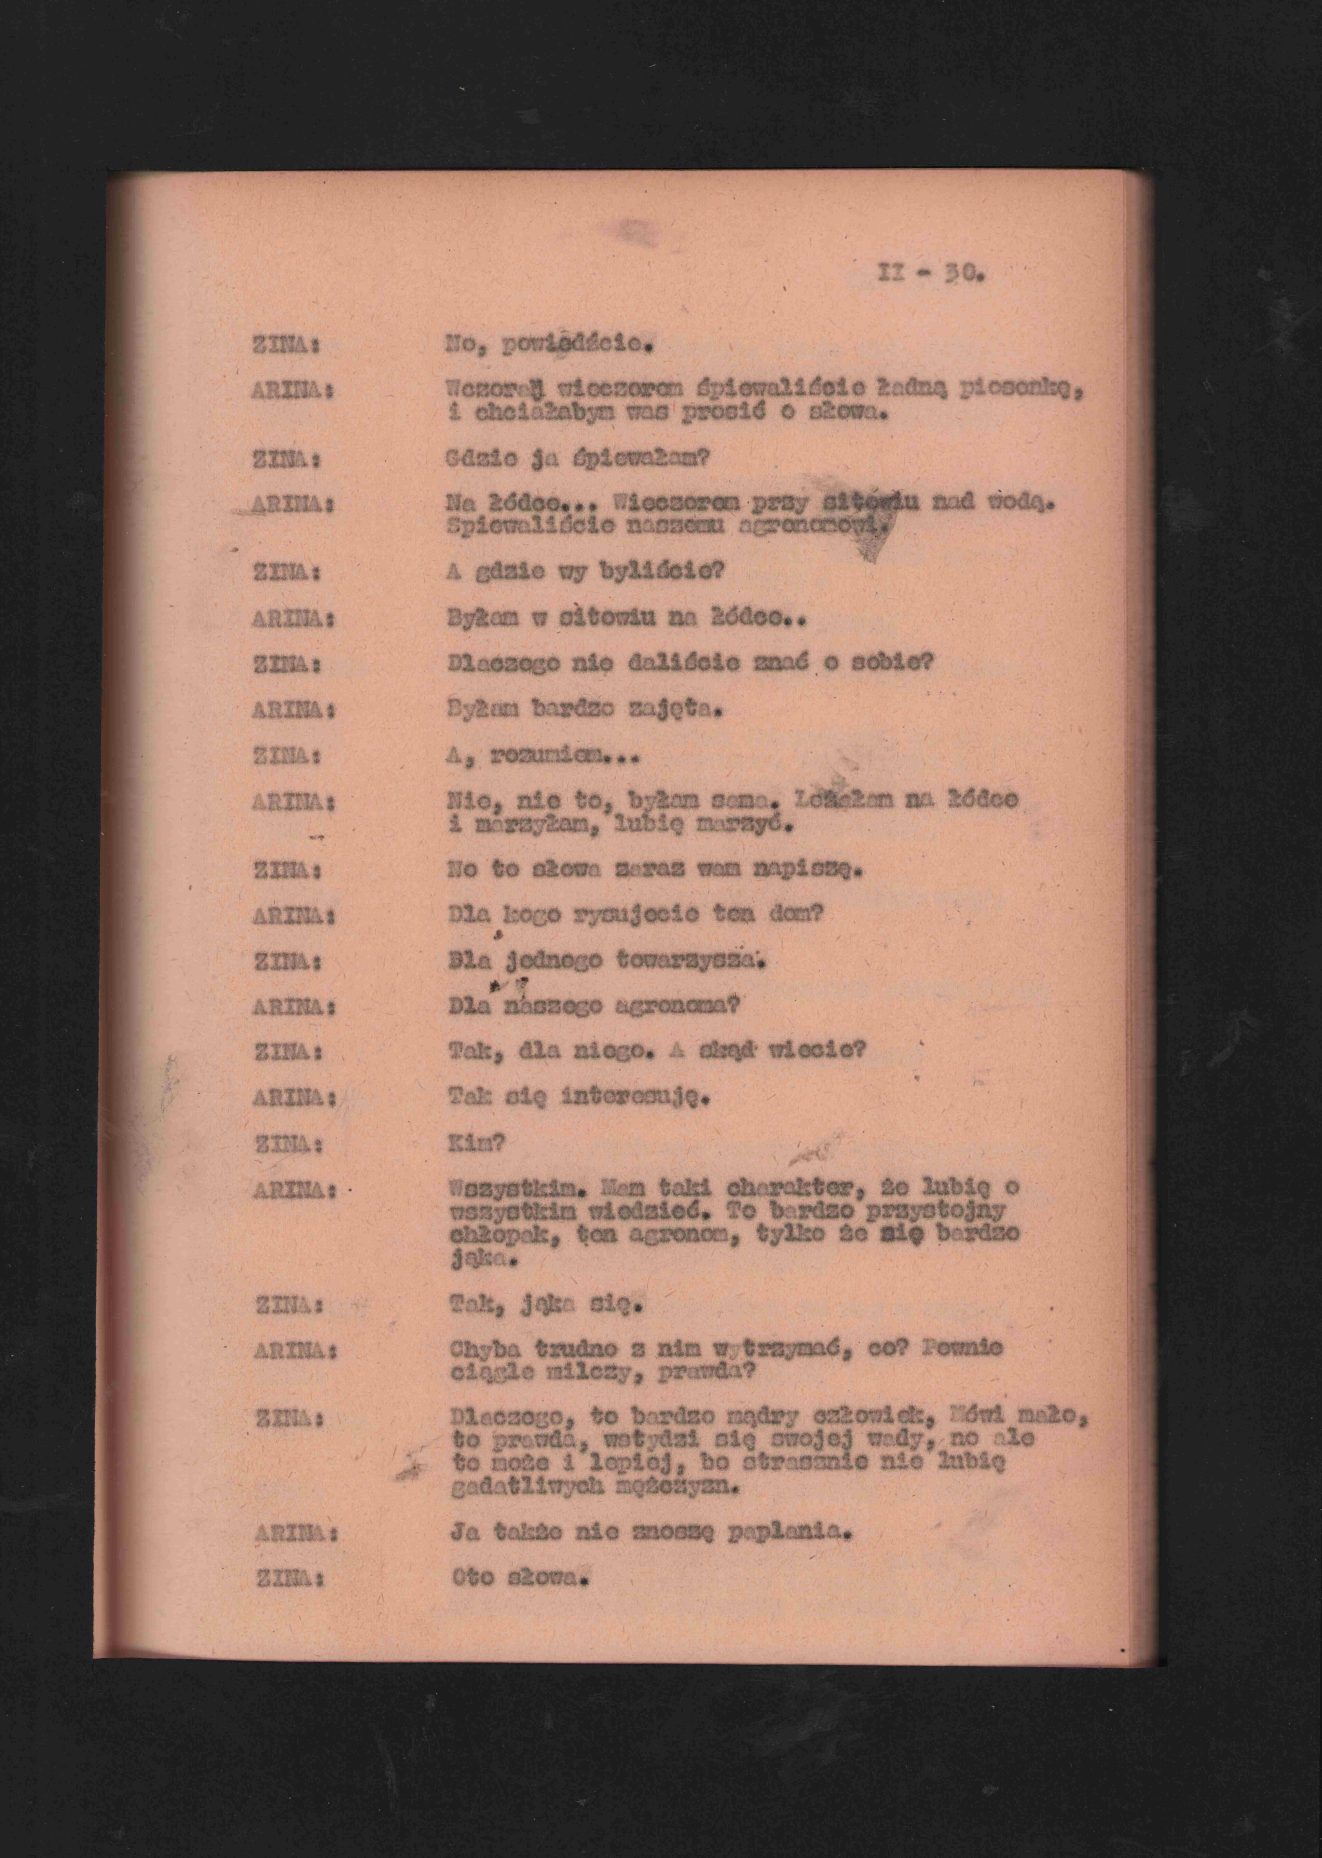 II - 30.
ZINA: No, powiedzcie.
ARINA: Wczoraj wieczorem śpiewaliście ładną piosenkę,
i chciałabym was prosić o słowa.
ZINA: Gdzie ja śpiewałam?
ARINA: Na łódce... Wieczorem przy sitowiu nad wodą.
Spiewaliście naszemu agronomowi.
ZINA: A gdzie wy byliście?
ARINA: Byłam w sitowiu na łódce..
ZINA: Dlaczego nie daliście znać o sobie?
ARINA: Byłam bardzo zajęta.
ZINA: A, rozumiem...
ARINA: Nie, nie to, byłam sama. Leżałam na łódce
i marzyłam, lubię marzyć.
ZINA: No to słowa zaraz wam napiszę.
ARINA: Dla kogo rysujecie ten dom?
ZINA: Dla jednego towarzysza.
ARINA: Dla naszego agronoma?
ZINA: Tak, dla niego. A skąd wiecie?
ARINA: Tak się interesuję.
ZINA: Kim?
ARINA: Wszystkim. Mam taki charakter, że lubię o
wszystkim wiedzieć. To bardzo przystojny
chłopak, ten agronom, tylko że się bardzo
jąka.
ZINA: Tak, jąka się.
ARINA: Chyba trudno z nim wytrzymać, co? Pewnie
ciągle milczy, prawda?
ZINA: Dlaczego, to bardzo mądry człowiek, Mówi mało,
to prawda, wstydzi się swojej wady, no ale
to może i lepiej, bo strasznie nie lubię
gadatliwych mężczyzn.
ARINA: Ja także nie znoszę paplania.
ZINA: Oto słowa.